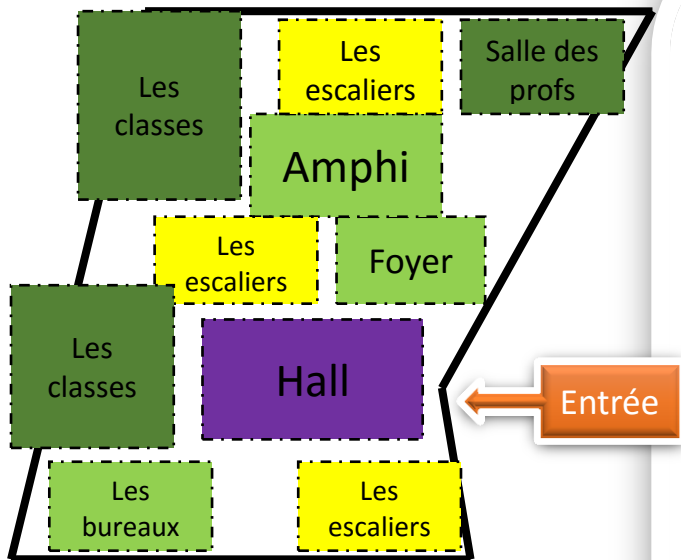 Les
classes
Les
escaliers
Salle des
profs
Amphi
Les
escaliers
Foyer
Les
classes
Hall
Entrée
Les
bureaux
Les
escaliers